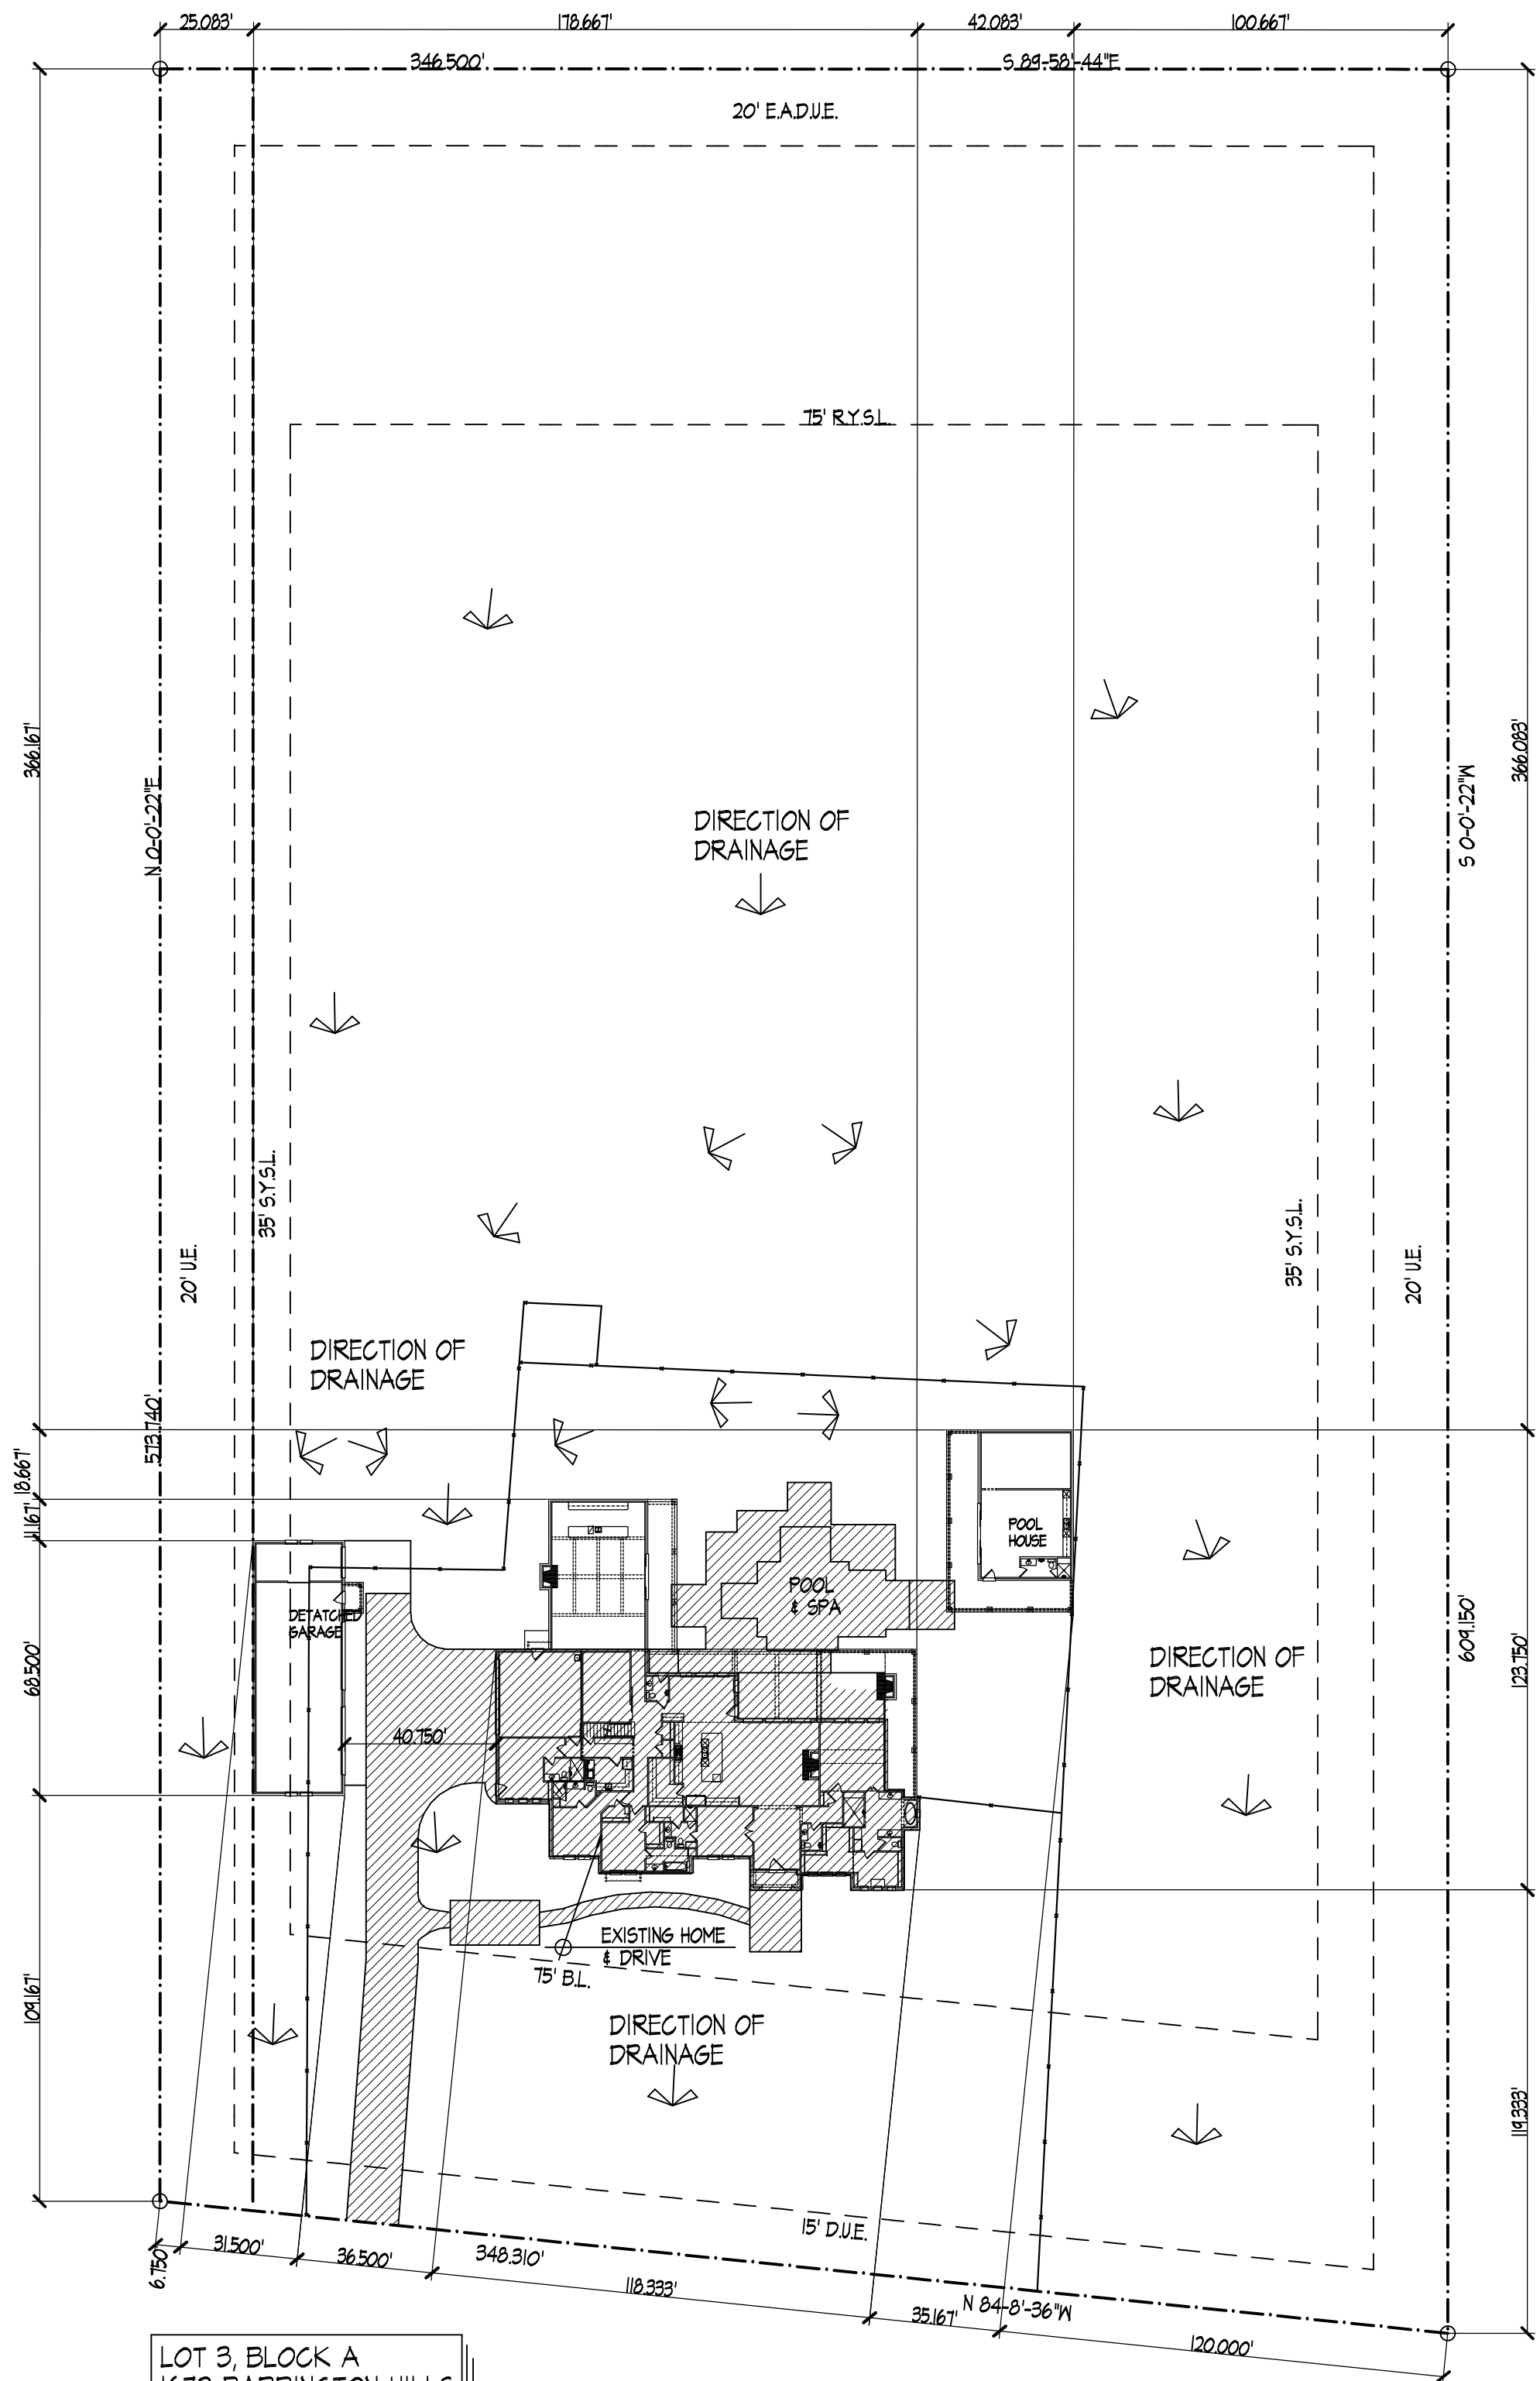 25.083'
178.667'
42.083'
100.667'
346.500'
S 89-58'-44"E
20' E.A.D.U.E.
75' R.Y.S.L.
366.167'
366.083'
N 0-0'-22"E
S 0-0'-22"W
DIRECTION OF
DRAINAGE
35' S.Y.S.L.
35' S.Y.S.L.
20' U.E.
20' U.E.
DIRECTION OF
DRAINAGE
573.740'
18.667'
11.167'
POOL
HOUSE
POOL
& SPA
DETATCHED
GARAGE
68.500'
609.150'
123.750'
DIRECTION OF
DRAINAGE
40.750'
EXISTING HOME
& DRIVE
75' B.L.
109.167'
DIRECTION OF
DRAINAGE
119.333'
15' D.U.E.
6.750'
31.500'
36.500'
348.310'
118.333'
35.167'
N 84-8'-36"W
120.000'
LOT 3, BLOCK A